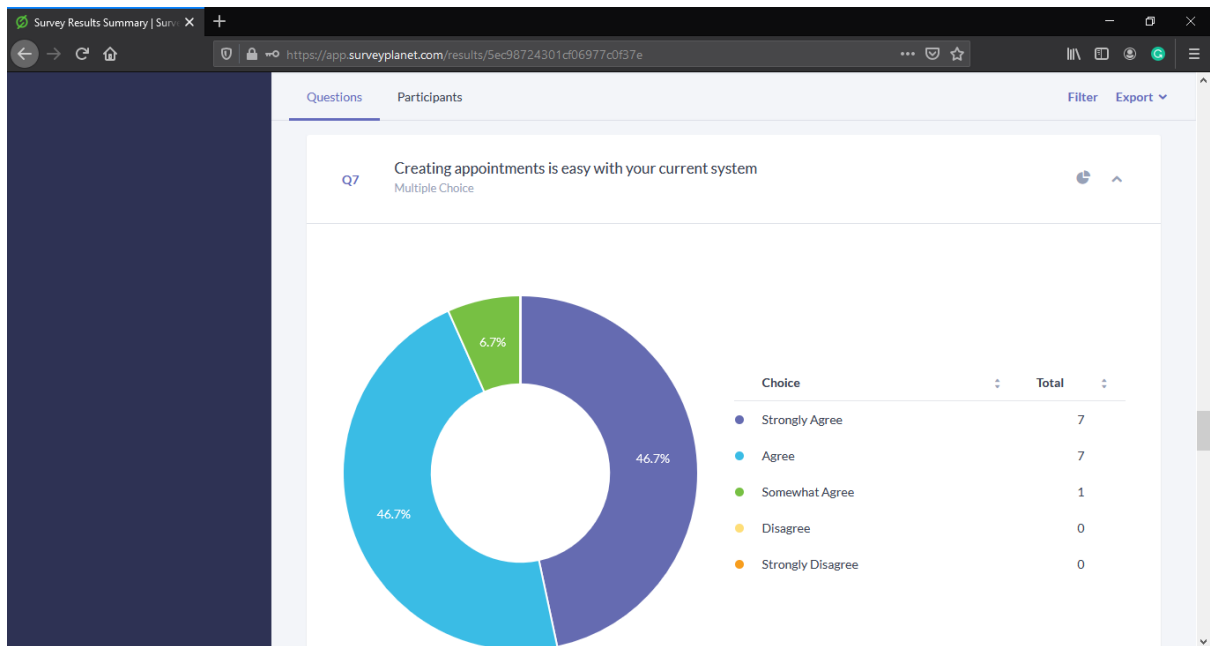 Survey Results Summary | Surv
https://app.surveyplanet.com/results/5ec98724301cf06977c0f37e
Questions Participants Filter Export
Q7 Creating appointments is easy with your current system
Multiple Choice
6.7%
46.7%
46.7%
Choice Total
Strongly Agree 7
Agree 7
Somewhat Agree 1
Disagree 0
Strongly Disagree 0